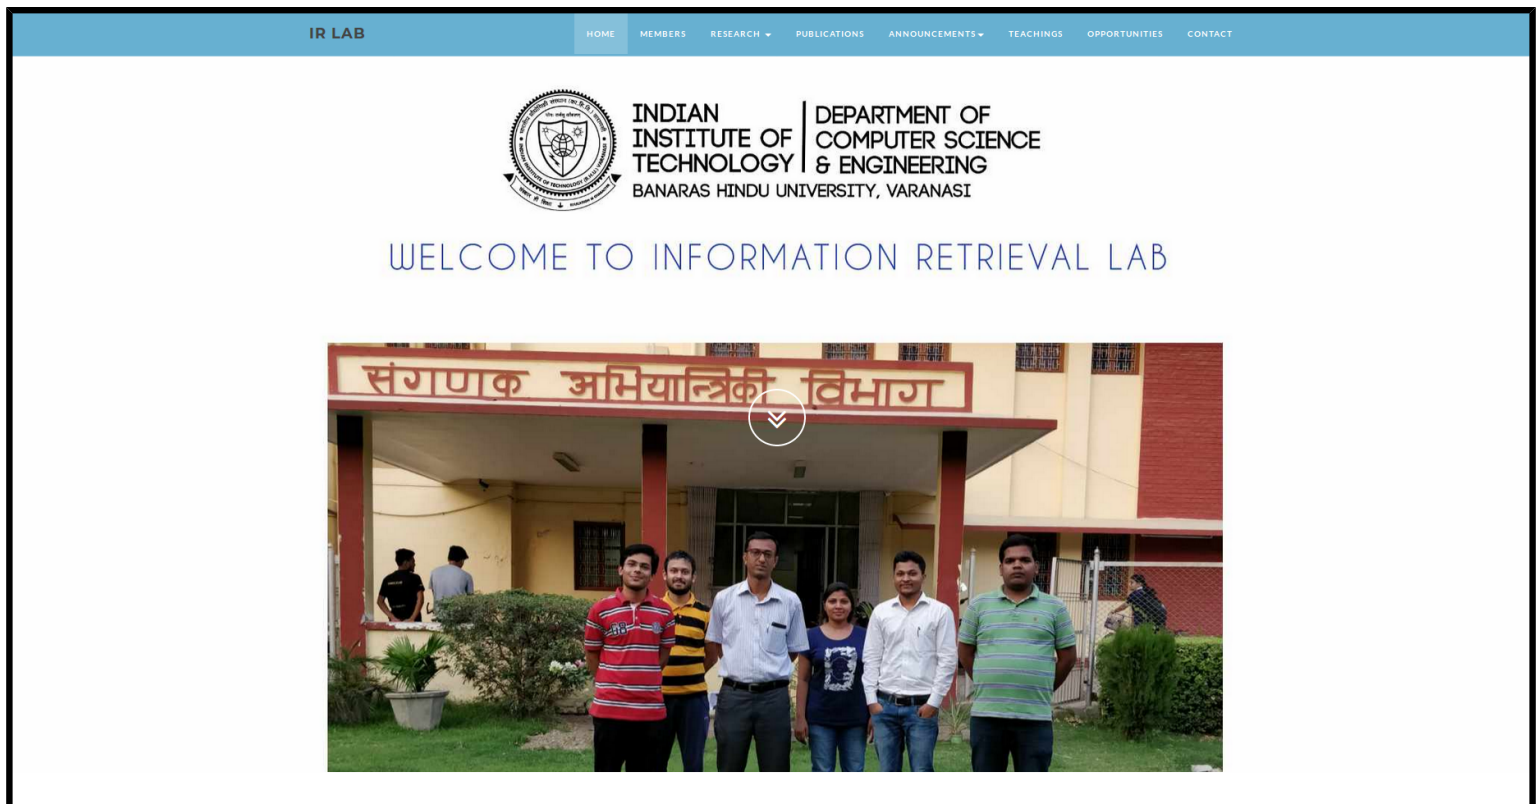 IR LAB
HOME MEMBERS RESEARCH PUBLICATIONS ANNOUNCEMENTS TEACHINGS OPPORTUNITIES CONTACT
INDIAN
INSTITUTE OF
TECHNOLOGY
DEPARTMENT OF
COMPUTER SCIENCE
& ENGINEERING
BANARAS HINDU UNIVERSITY, VARANASI
WELCOME TO INFORMATION RETRIEVAL LAB
संगणक अभियान्त्रिकी विभाग